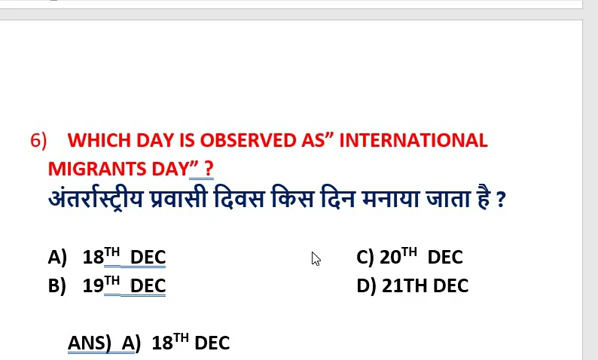 6) WHICH DAY IS OBSERVED AS” INTERNATIONAL
MIGRANTS DAY” ?
अंतर्रास्ट्रीय प्रवासी दिवस किस दिन मनाया जाता है ?
A) 18TH DEC C) 20TH DEC
B) 19TH DEC D) 21TH DEC
ANS) A) 18TH DEC